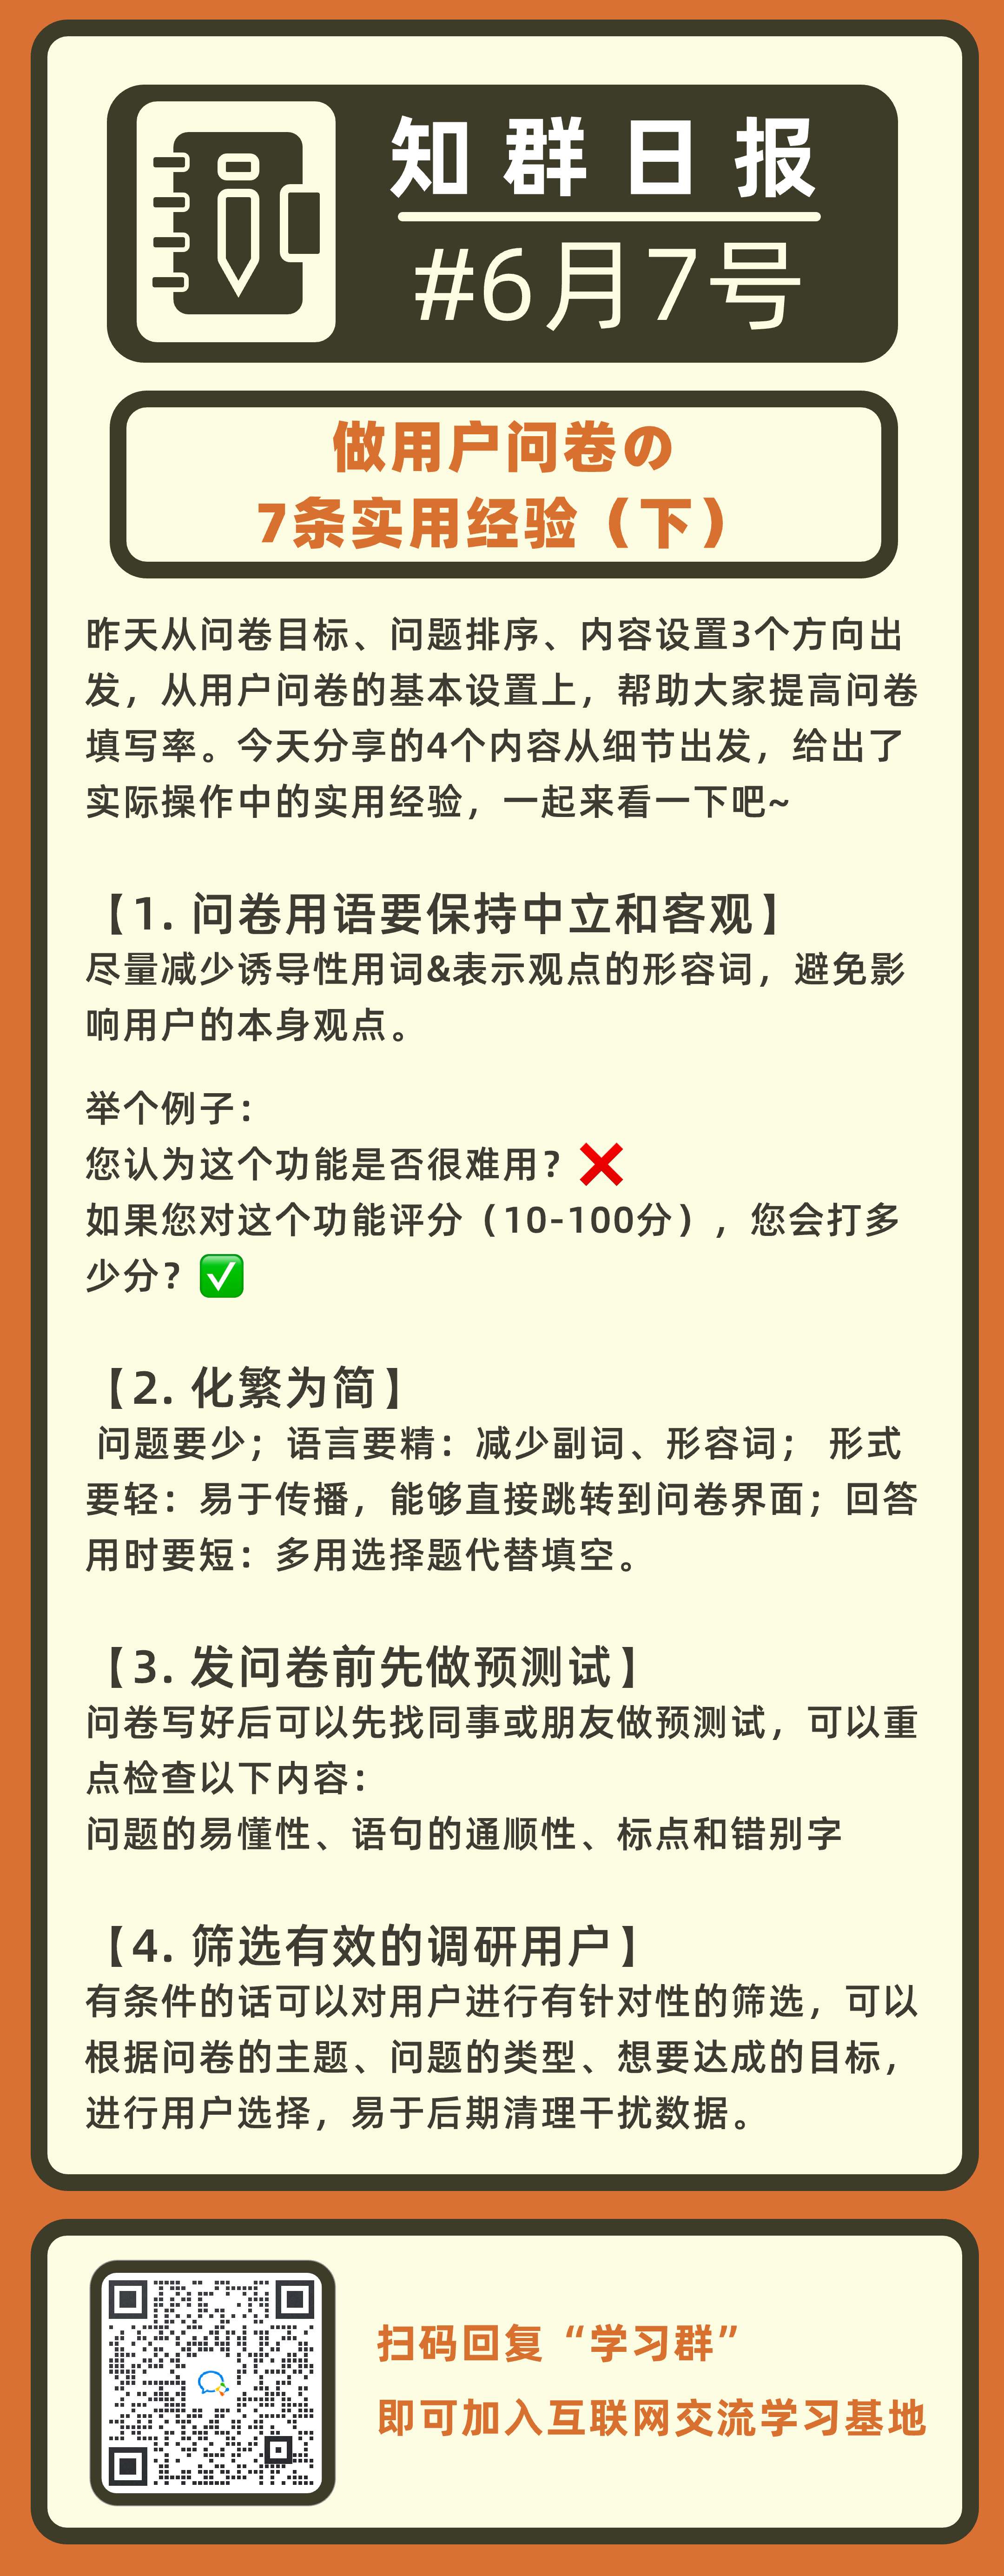 知群日报
#6月7号
做用户问卷の
7条实用经验（下）
昨天从问卷目标、问题排序、内容设置3个方向出
发，从用户问卷的基本设置上，帮助大家提高问卷
填写率。今天分享的4个内容从细节出发，给出了
实际操作中的实用经验，一起来看一下吧~
【1. 问卷用语要保持中立和客观】
尽量减少诱导性用词&表示观点的形容词，避免影
响用户的本身观点。
举个例子：
您认为这个功能是否很难用？❌
如果您对这个功能评分（10-100分），您会打多
少分？✅
【2. 化繁为简】
问题要少；语言要精：减少副词、形容词； 形式
要轻：易于传播，能够直接跳转到问卷界面；回答
用时要短：多用选择题代替填空。
【3. 发问卷前先做预测试】
问卷写好后可以先找同事或朋友做预测试，可以重
点检查以下内容：
问题的易懂性、语句的通顺性、标点和错别字
【4. 筛选有效的调研用户】
有条件的话可以对用户进行有针对性的筛选，可以
根据问卷的主题、问题的类型、想要达成的目标，
进行用户选择，易于后期清理干扰数据。
扫码回复“学习群”
即可加入互联网交流学习基地